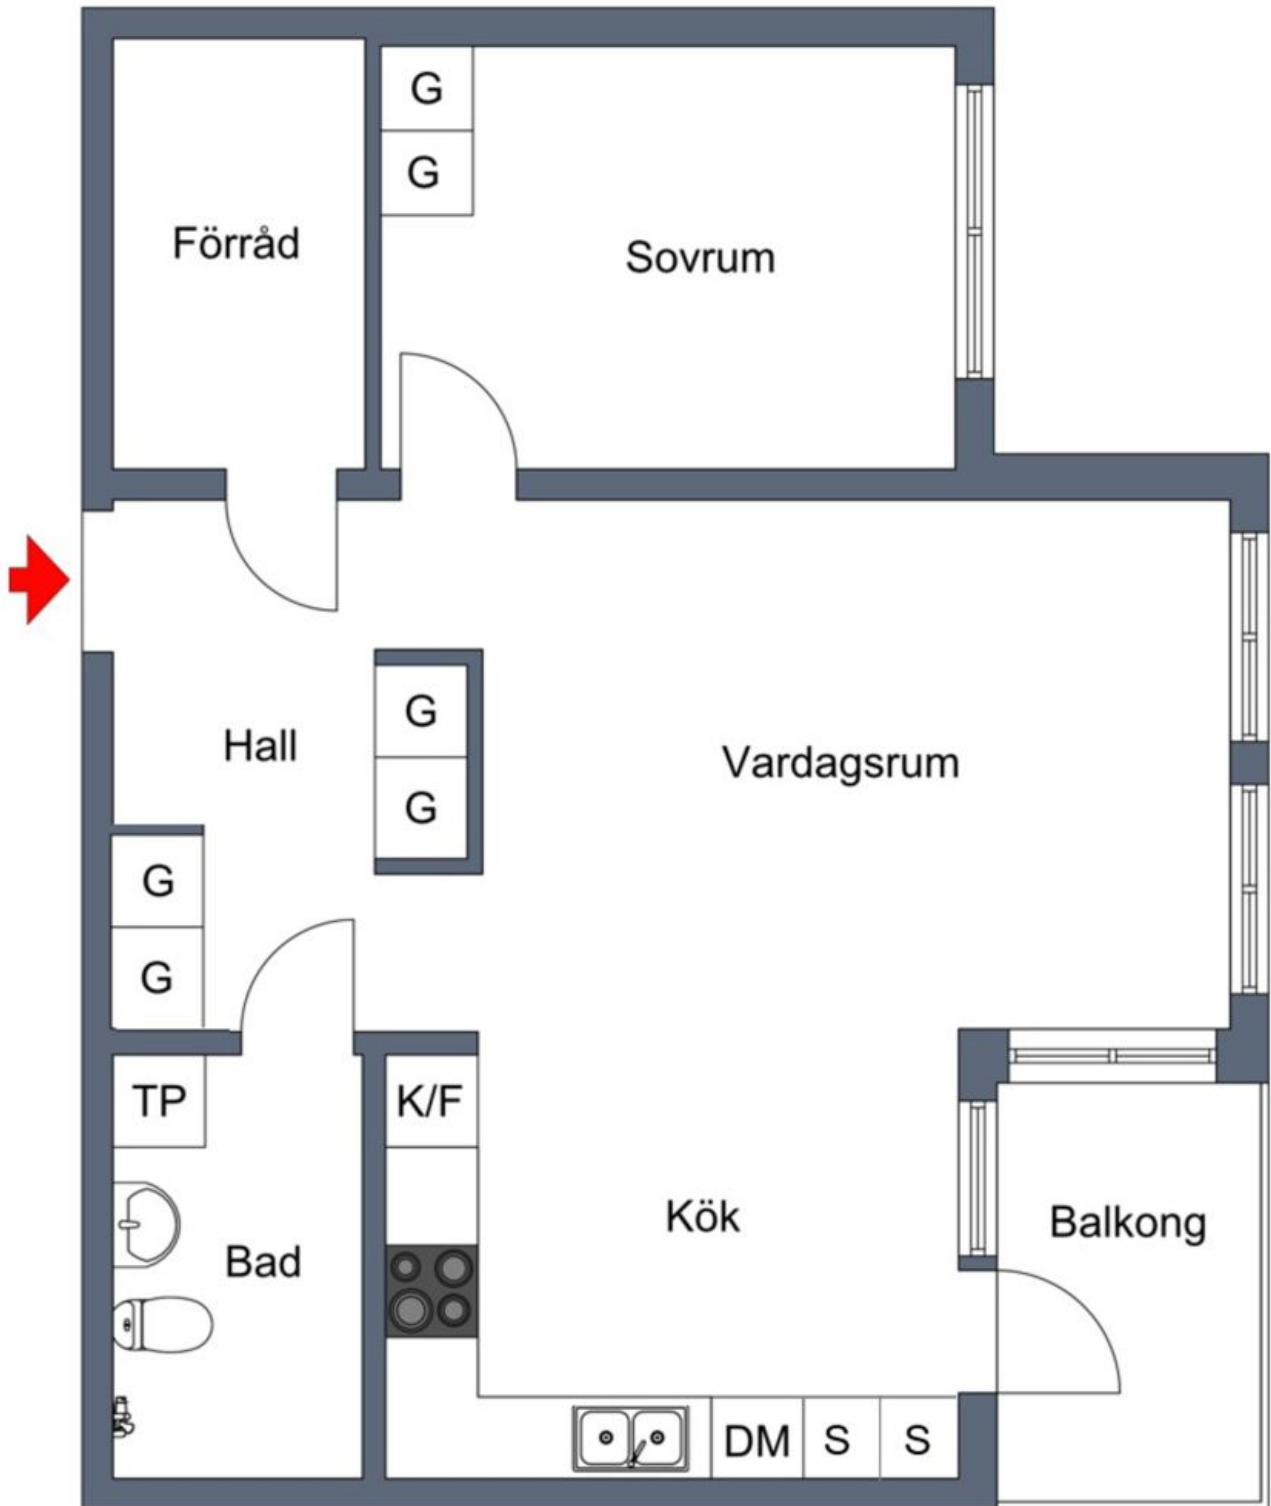 G
G
Förråd
Sovrum
G
Hall
Vardagsrum
G
G
G
TP
K/F
Kök
Balkong
Bad
DM
S
S